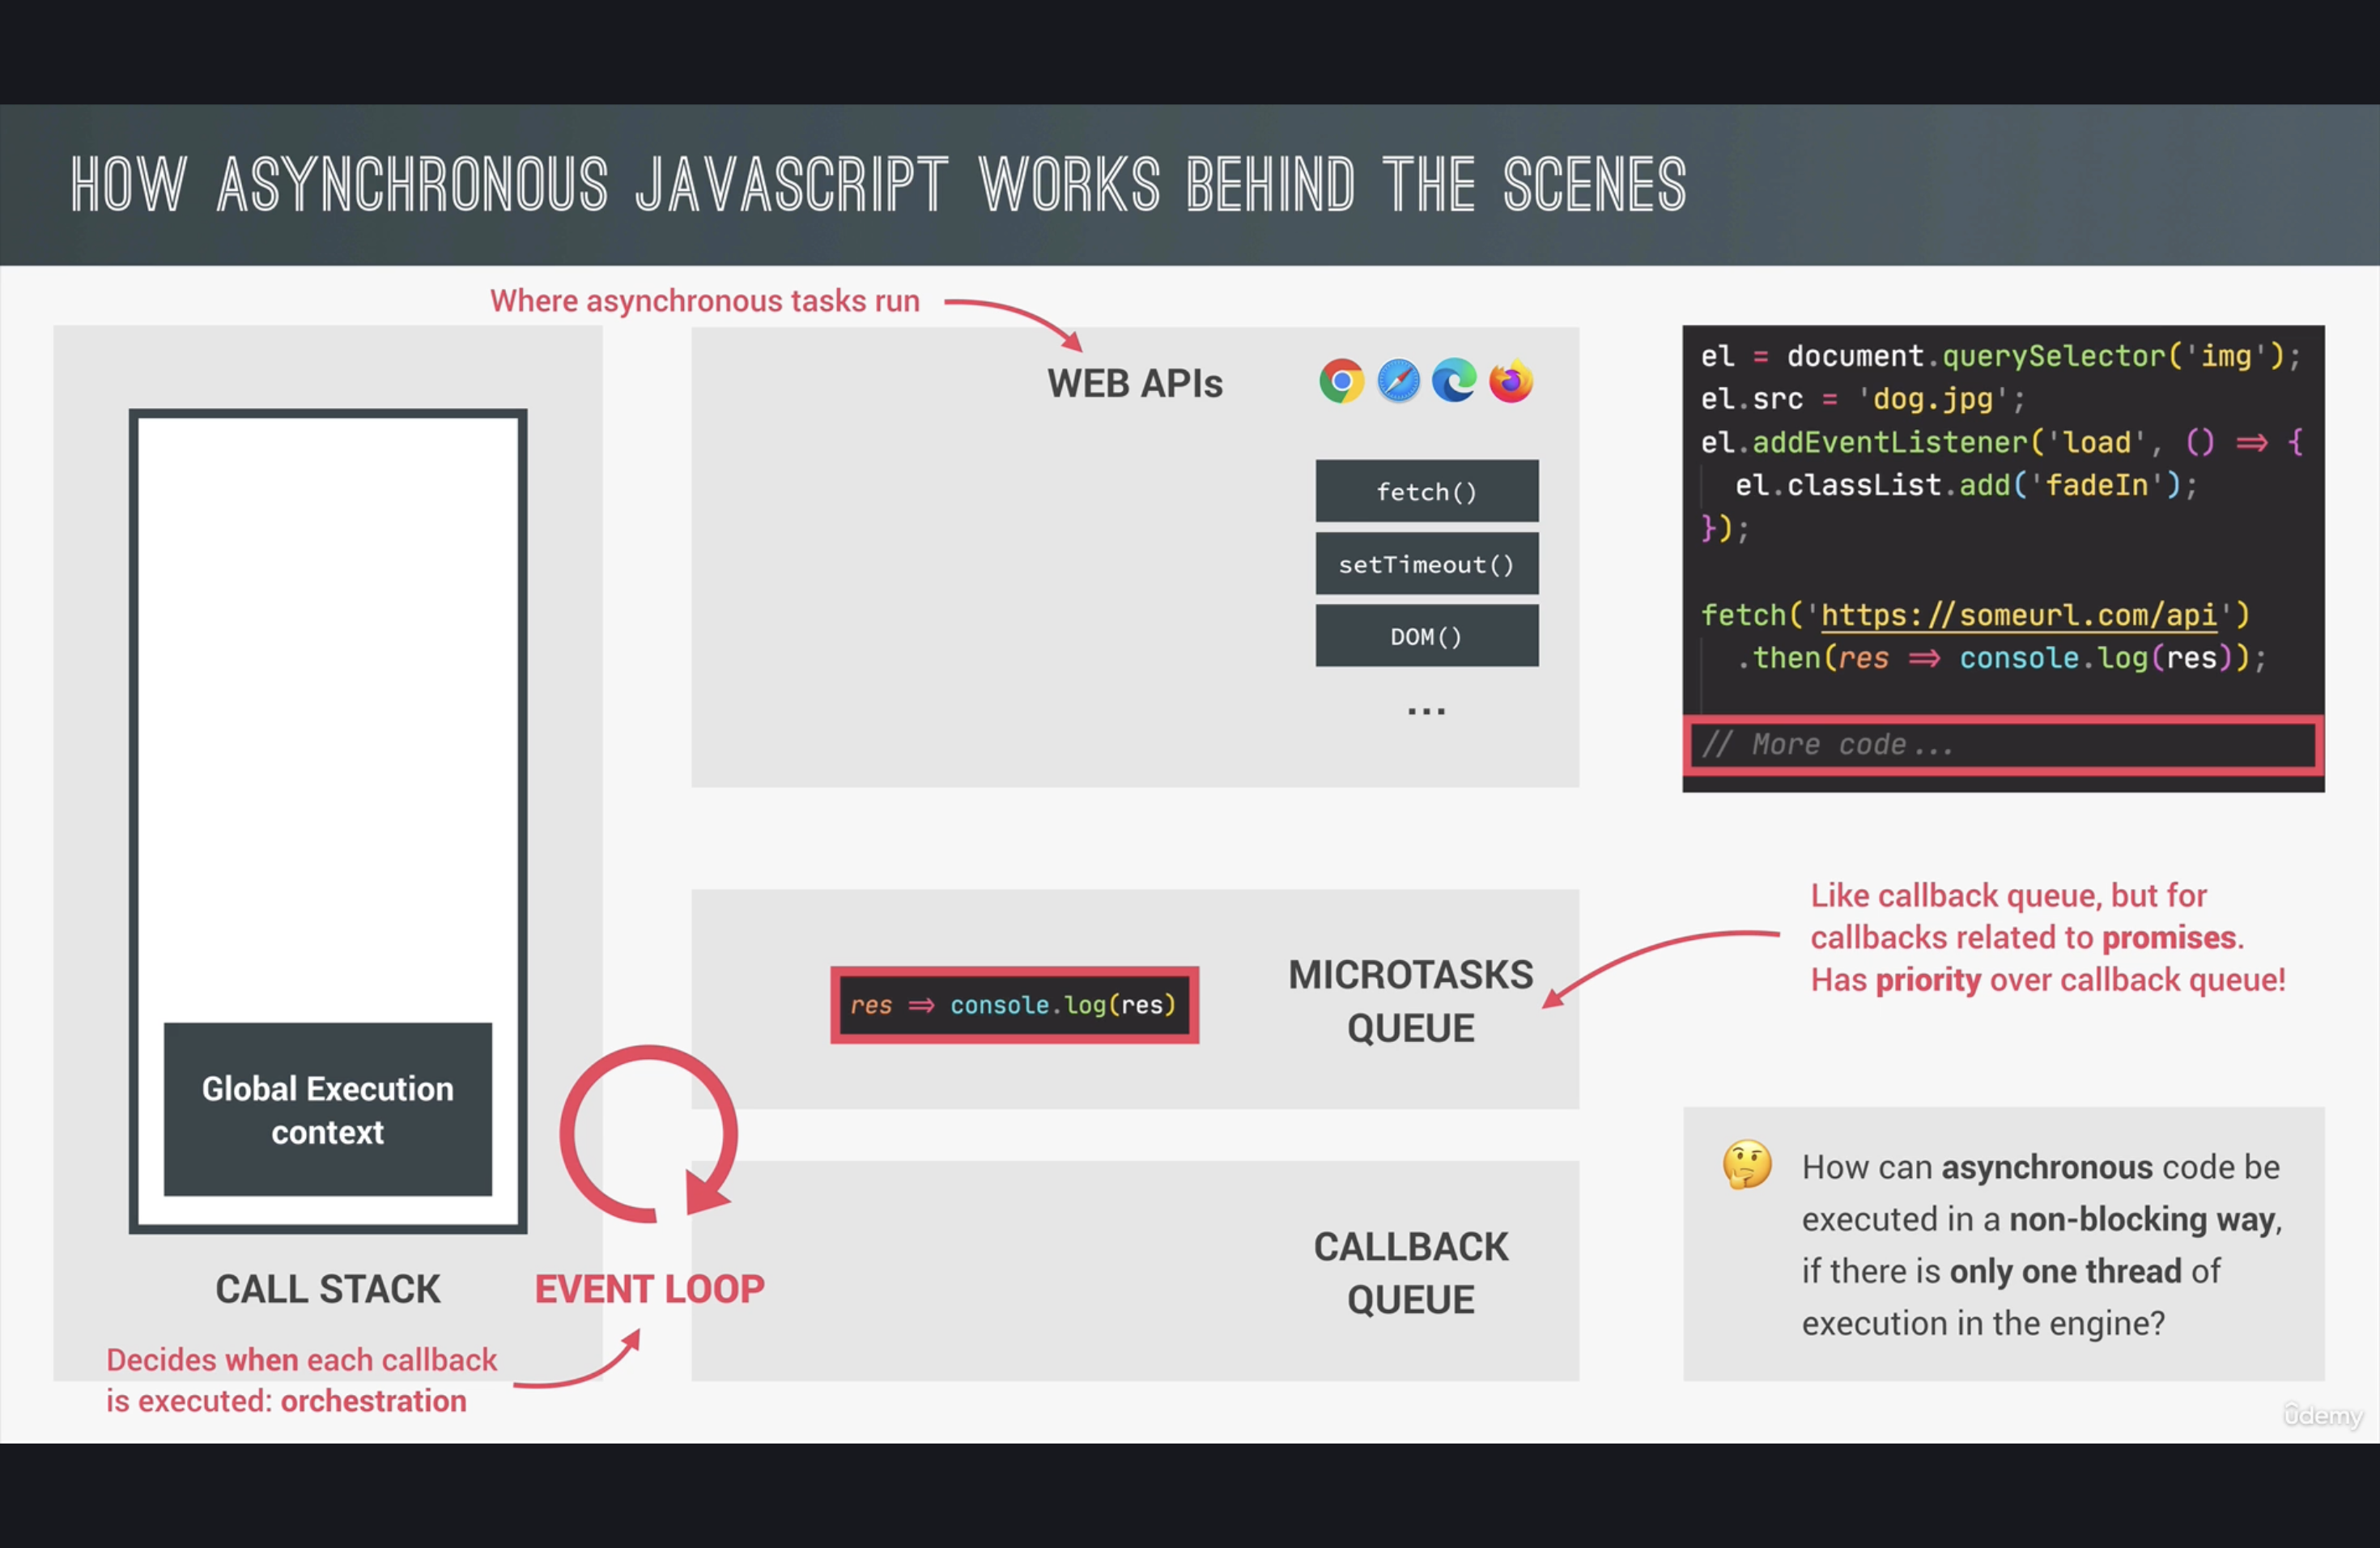 HOW ASYNCHRONOUS JAVASCRIPT WORKS BEHIND THE SCENES
Where asynchronous tasks run
WEB APIs
fetch()
setTimeout()
DOM()
...
el = document.querySelector('img');
el.src = 'dog.jpg';
el.addEventListener('load', () => {
el.classList.add('fadeIn');
});
fetch('https://someurl.com/api')
.then(res => console.log(res));
// More code...
Global Execution
context
CALL STACK
EVENT LOOP
Decides when each callback
is executed: orchestration
res => console.log(res)
MICROTASKS
QUEUE
Like callback queue, but for
callbacks related to promises.
Has priority over callback queue!
CALLBACK
QUEUE
🤔 How can asynchronous code be
executed in a non-blocking way,
if there is only one thread of
execution in the engine?
ûdemy